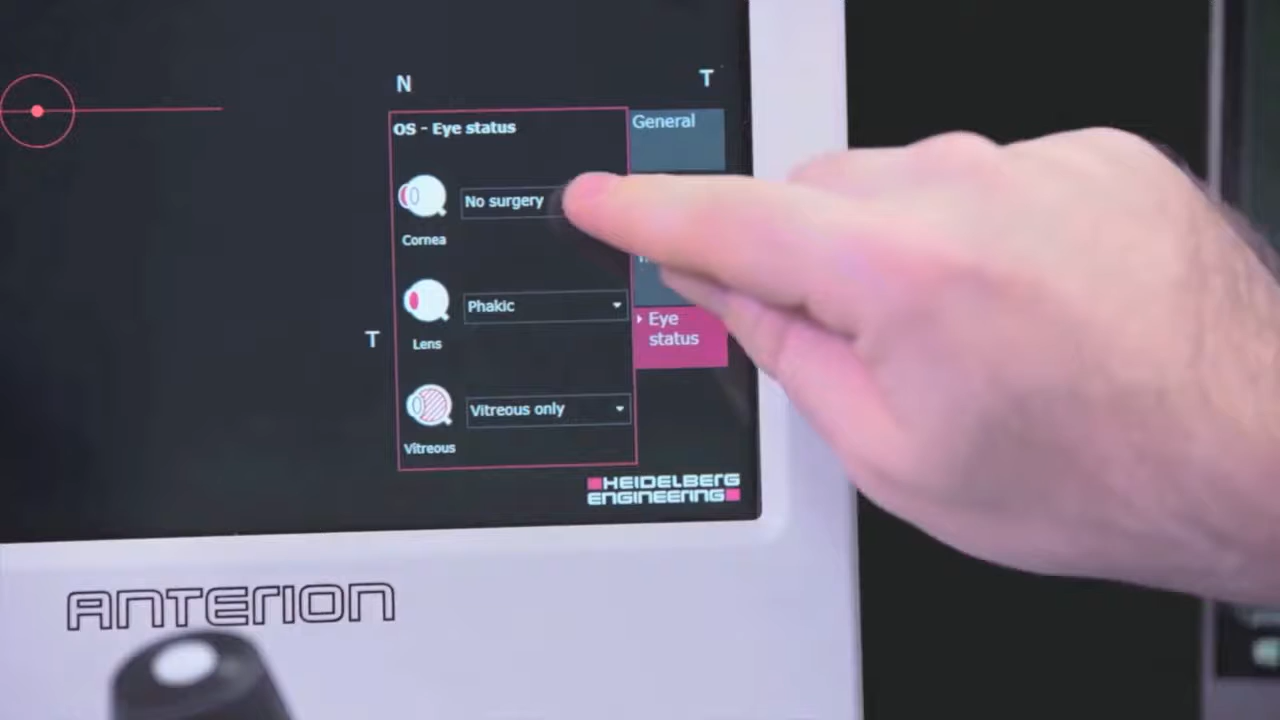 N
T
OS - Eye status
General
No surgery
Cornea
Phakic
Eye
status
Lens
T
Vitreous only
Vitreous
HEIDELBERG
ENGINEERING
ANTERION